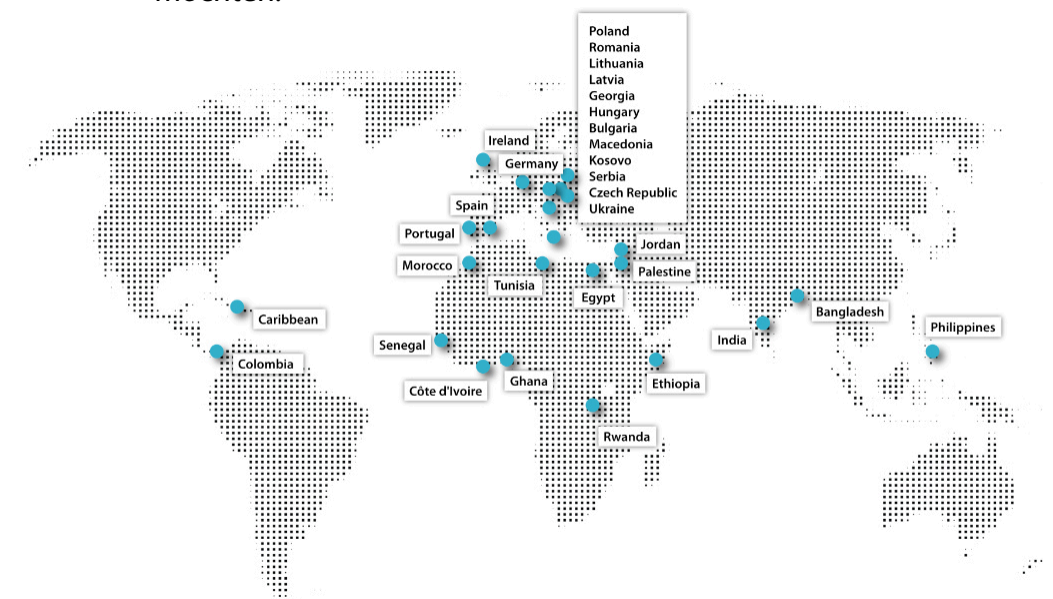 möchten.
Poland
Romania
Lithuania
Latvia
Georgia
Hungary
Bulgaria
Macedonia
Kosovo
Serbia
Czech Republic
Ukraine
Ireland
Germany
Spain
Portugal
Jordan
Morocco
Palestine
Tunisia
Egypt
Caribbean
Bangladesh
Philippines
India
Senegal
Colombia
Ghana
Ethiopia
Côte d'Ivoire
Rwanda